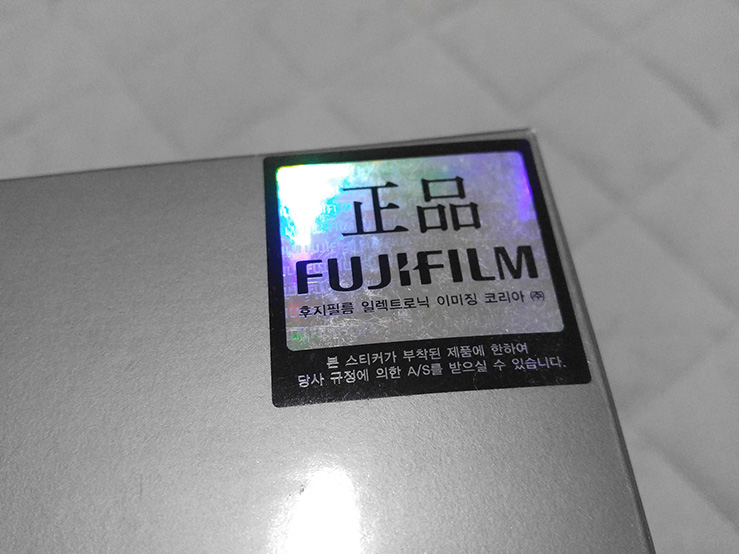 正品
FUJIFILM
후지필름 일렉트로닉 이미징 코리아 ㈜
본 스티커가 부착된 제품에 한하여
당사 규정에 의한 A/S를 받으실 수 있습니다.